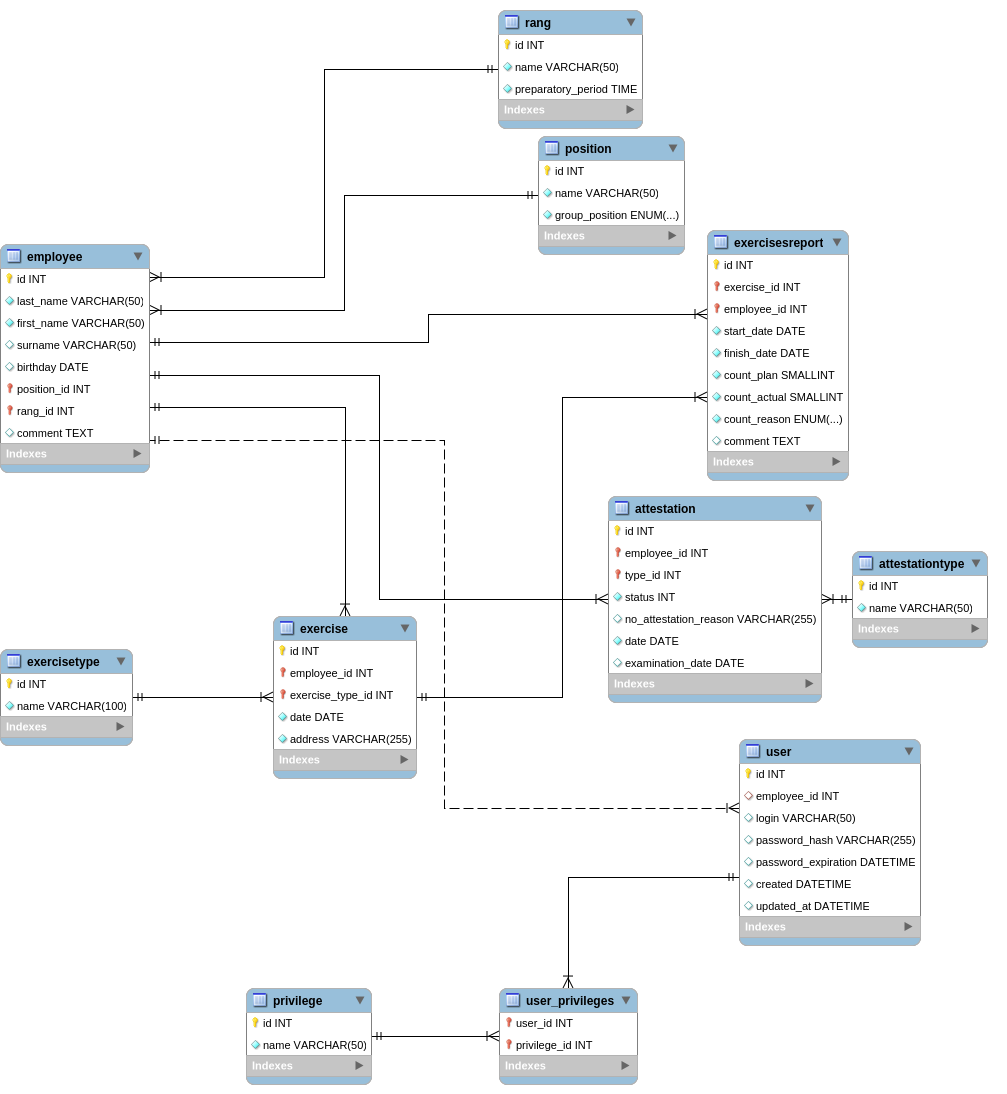 rang
id INT
name VARCHAR(50)
preparatory_period TIME
Indexes
position
id INT
name VARCHAR(50)
group_position ENUM(...)
Indexes
employee
id INT
last_name VARCHAR(50)
first_name VARCHAR(50)
surname VARCHAR(50)
birthday DATE
position_id INT
rang_id INT
comment TEXT
Indexes
exercisesreport
id INT
exercise_id INT
employee_id INT
start_date DATE
finish_date DATE
count_plan SMALLINT
count_actual SMALLINT
count_reason ENUM(...)
comment TEXT
Indexes
attestation
id INT
employee_id INT
type_id INT
status INT
no_attestation_reason VARCHAR(255)
date DATE
examination_date DATE
Indexes
attestationtype
id INT
name VARCHAR(50)
Indexes
exercise
id INT
employee_id INT
exercise_type_id INT
date DATE
address VARCHAR(255)
Indexes
exercisetype
id INT
name VARCHAR(100)
Indexes
user
id INT
employee_id INT
login VARCHAR(50)
password_hash VARCHAR(255)
password_expiration DATETIME
created DATETIME
updated_at DATETIME
Indexes
privilege
id INT
name VARCHAR(50)
Indexes
user_privileges
user_id INT
privilege_id INT
Indexes